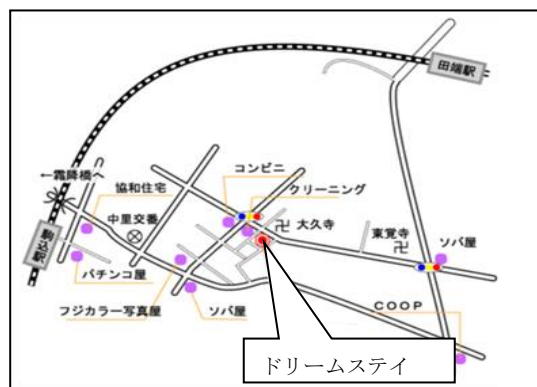 田端駅
コンビニ
←霜降橋へ
クリーニング
協和住宅
中里交番
大久寺
東覚寺
ソバ屋
駒込駅
パチンコ屋
フジカラー写真屋
ソバ屋
COOP
ドリームステイ